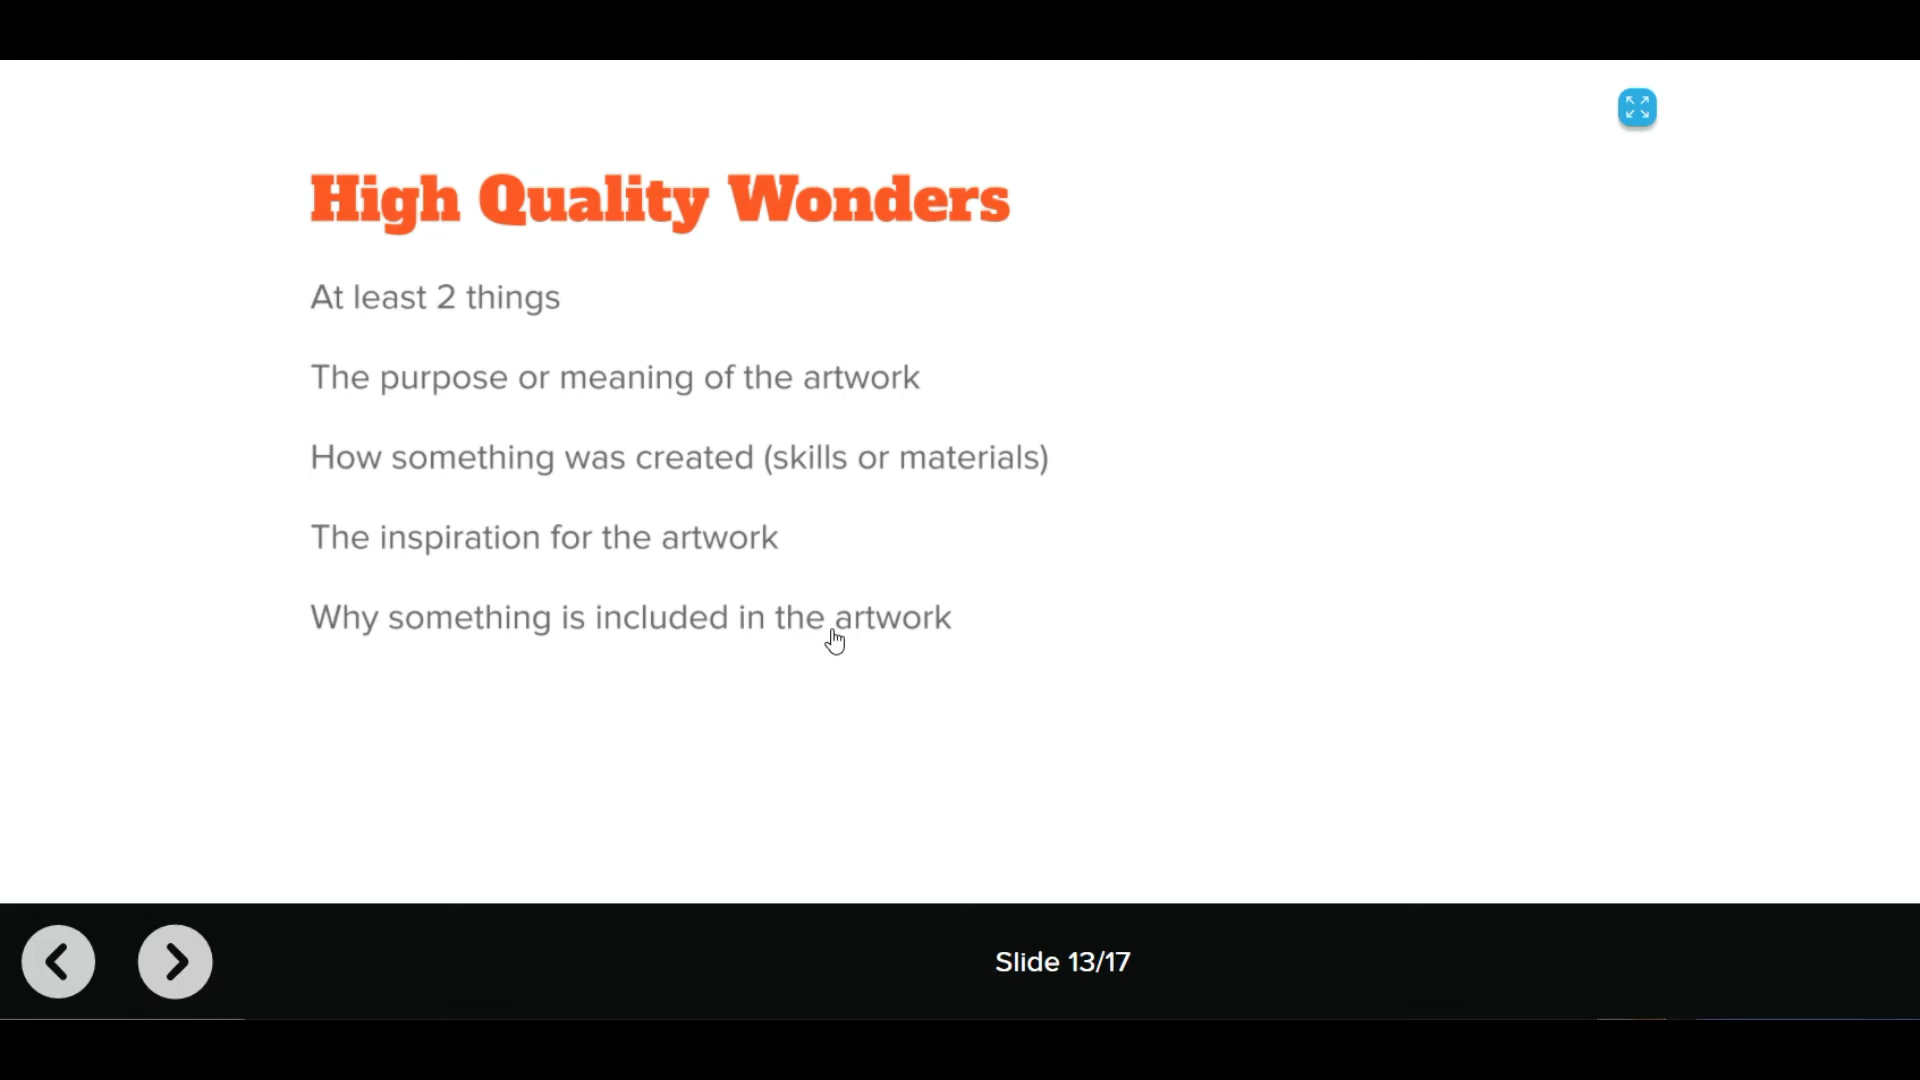 High Quality Wonders
At least 2 things
The purpose or meaning of the artwork
How something was created (skills or materials)
The inspiration for the artwork
Why something is included in the artwork
Slide 13/17